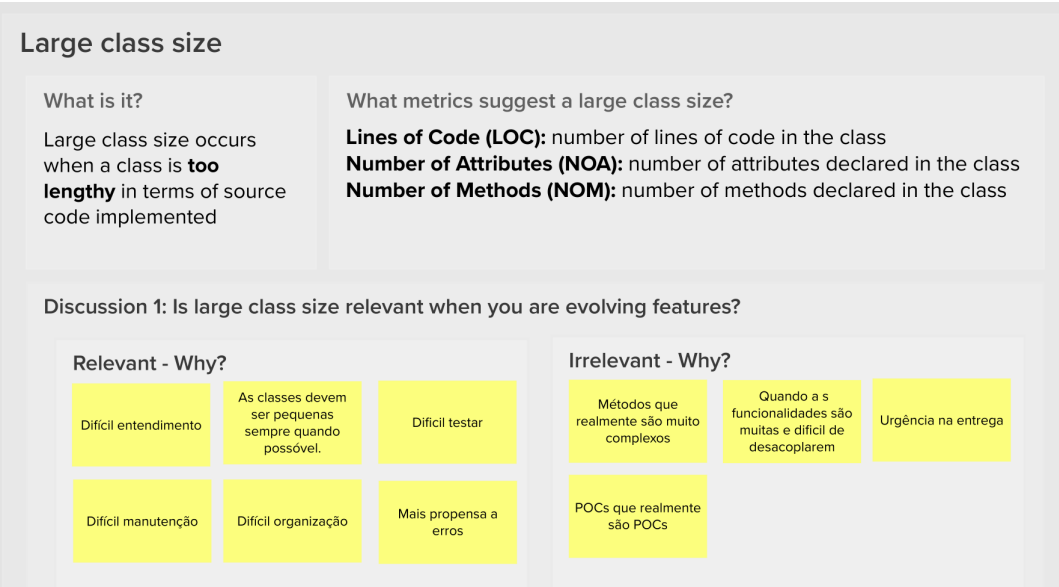 Large class size
What is it?
Large class size occurs
when a class is too
lengthy in terms of source
code implemented
What metrics suggest a large class size?
Lines of Code (LOC): number of lines of code in the class
Number of Attributes (NOA): number of attributes declared in the class
Number of Methods (NOM): number of methods declared in the class
Discussion 1: Is large class size relevant when you are evolving features?
Relevant - Why?
Difícil entendimento
As classes devem
ser pequenas
sempre quando
possóvel.
Dificil testar
Difícil manutenção
Difícil organização
Mais propensa a
erros
Irrelevant - Why?
Métodos que
realmente são muito
complexos
Quando a s
funcionalidades são
muitas e dificil de
desacoplarem
Urgência na entrega
POCs que realmente
são POCs